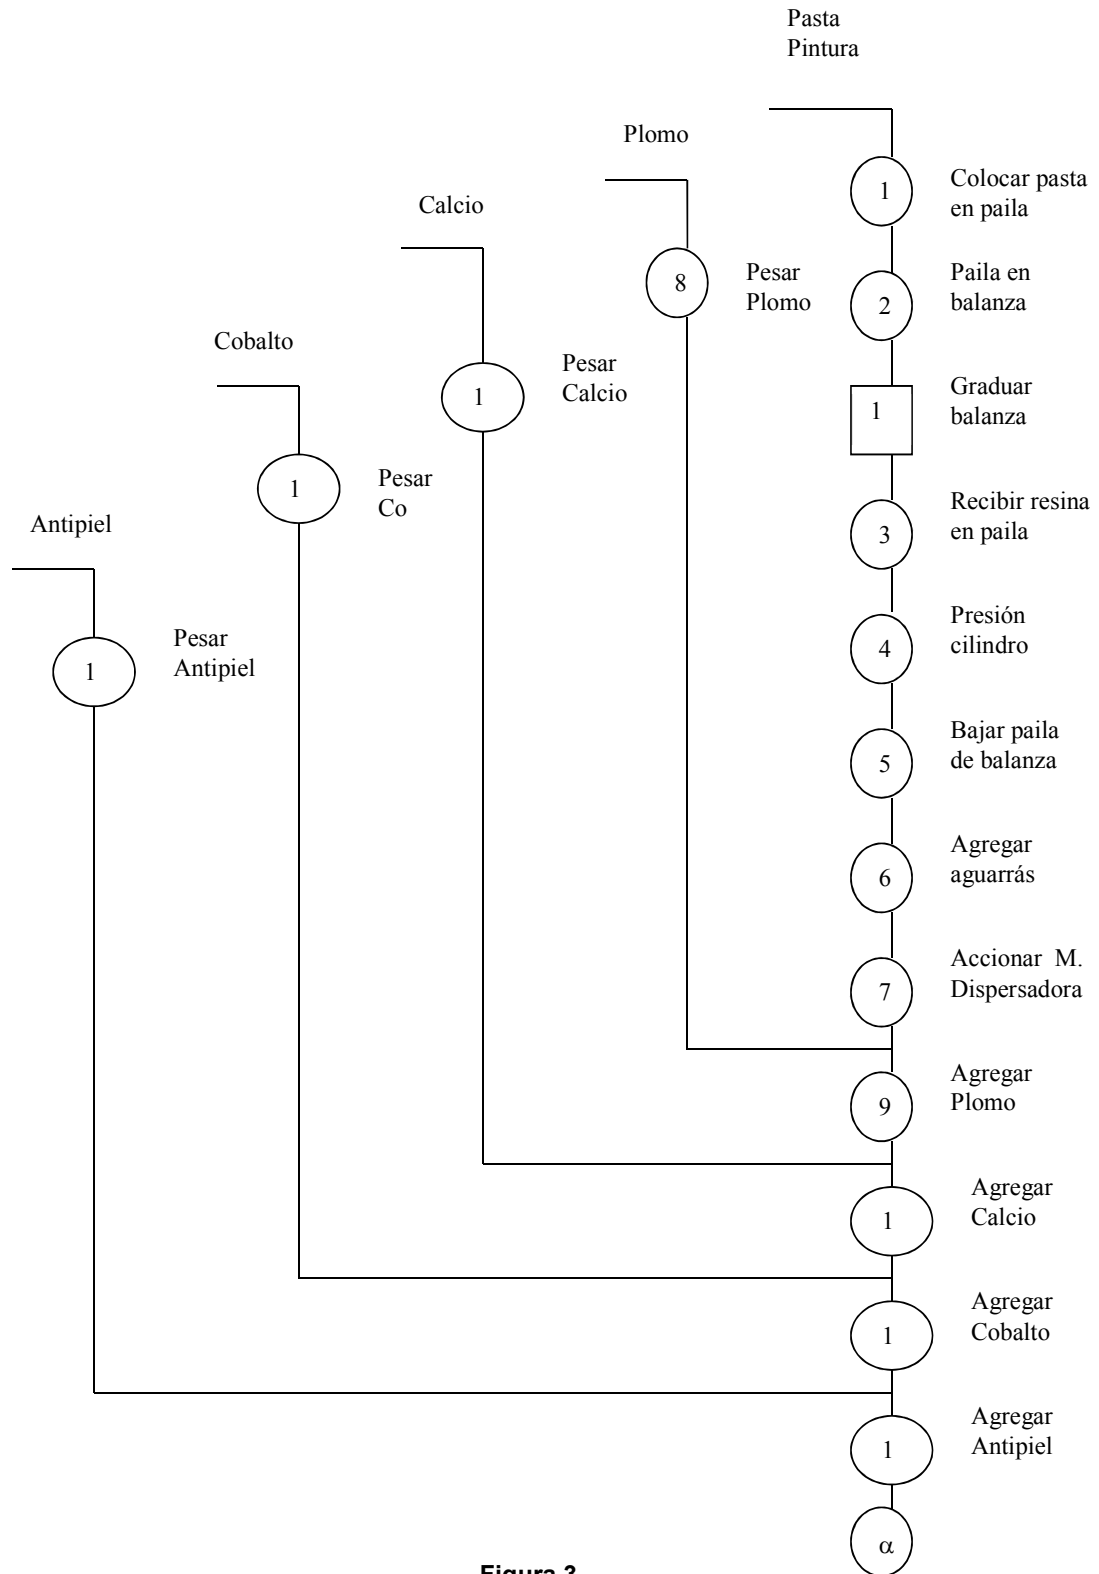 Pasta
Pintura
Plomo
Calcio
Cobalto
Antipiel
1
Colocar pasta
en paila
8
Pesar
Plomo
2
Paila en
balanza
1
Pesar
Calcio
1
Graduar
balanza
1
Pesar
Co
3
Recibir resina
en paila
1
Pesar
Antipiel
4
Presión
cilindro
5
Bajar paila
de balanza
6
Agregar
aguarrás
7
Accionar M.
Dispersadora
9
Agregar
Plomo
1
Agregar
Calcio
1
Agregar
Cobalto
1
Agregar
Antipiel
α
Figura 3